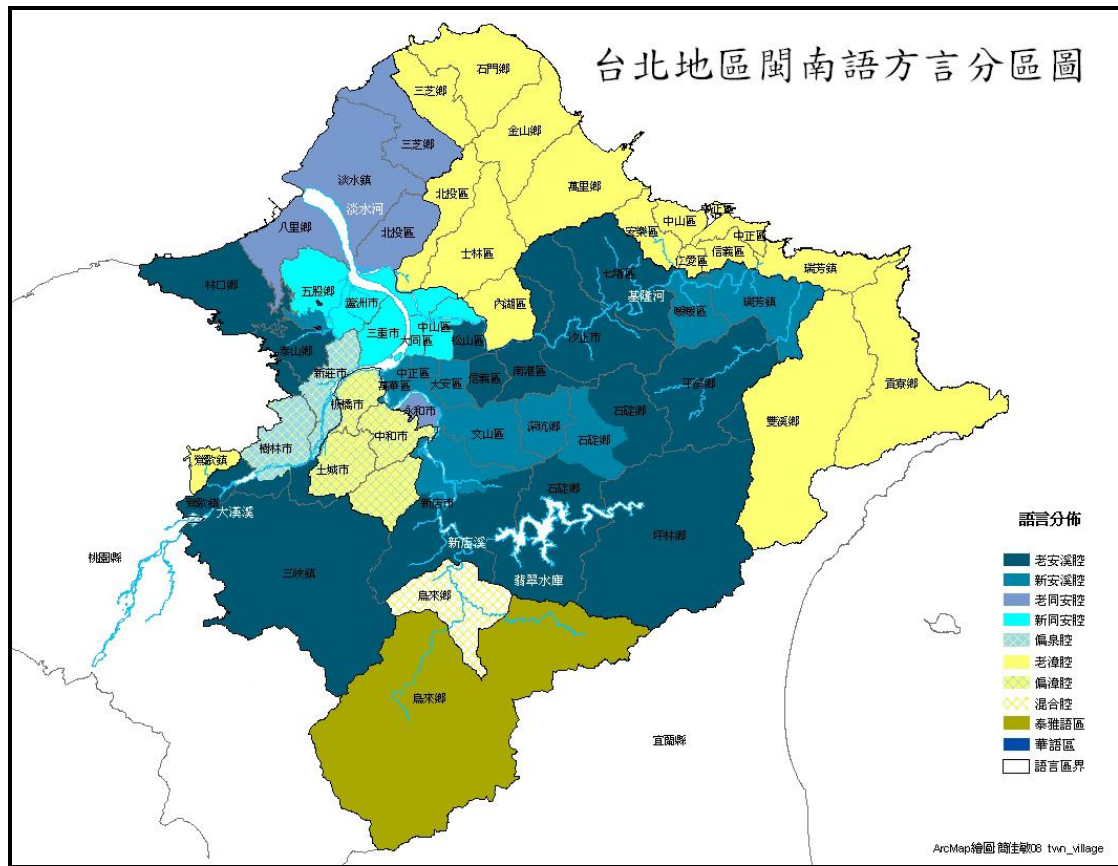 台北地區閩南語方言分區圖
石門鄉
三芝鄉
金山鄉
三芝鄉
淡水鎮
北投區
萬里鄉
淡水河
中正區
八里鄉
北投區
安樂區
中山區
中正區
士林區
仁愛區
信義區
瑞芳鎮
林口鄉
五股鄉
蘆洲市
內湖區
七堵區
基隆河
暖暖區
瑞芳鎮
三重市
中山區
大同區
松山區
汐止市
泰山鄉
新莊市
中正區
萬華區
大安區
信義區
南港區
平溪鄉
貢寮鄉
板橋市
永和市
石碇鄉
雙溪鄉
中和市
文山區
深坑鄉
石碇鄉
樹林市
鶯歌鎮
土城市
鶯歌鎮
新店市
石碇鄉
大漢溪
坪林鄉
桃園縣
三峽鎮
新店溪
翡翠水庫
烏來鄉
烏來鄉
宜蘭縣
語言分佈
老安溪腔
新安溪腔
老同安腔
新同安腔
偏泉腔
老漳腔
偏漳腔
混合腔
泰雅語區
華語區
語言區界
ArcMap繪圖 簡佳敏08 twn_village